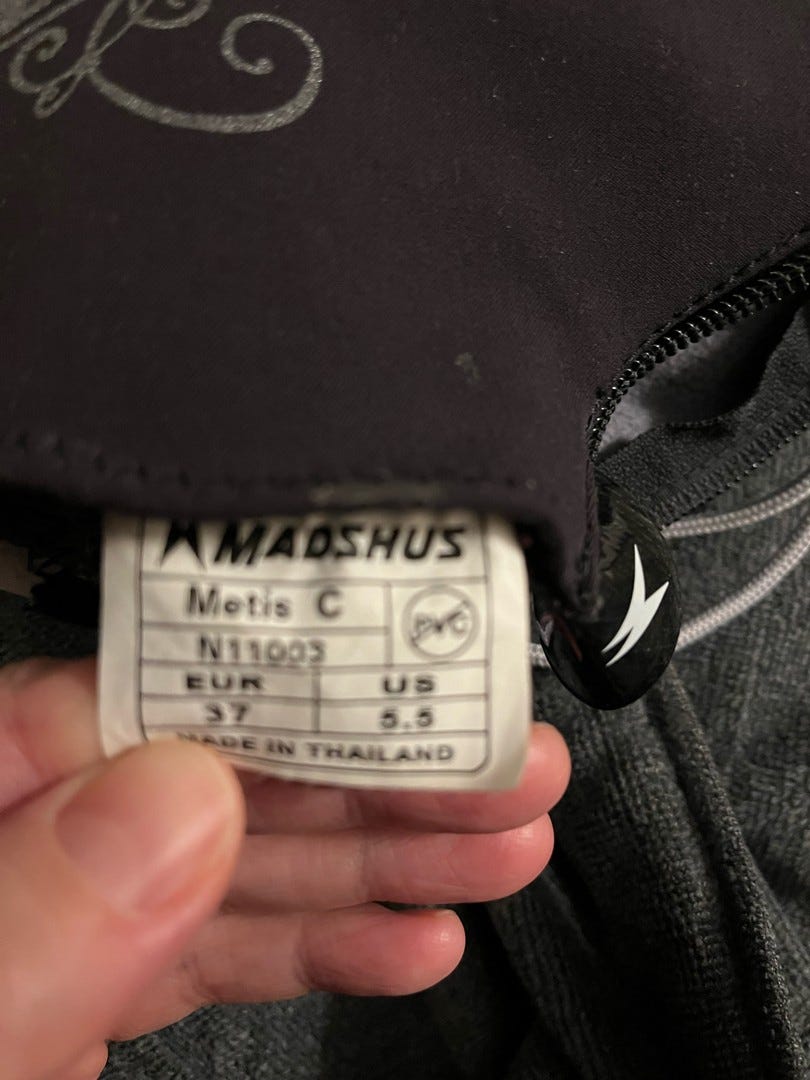 MADSHUS
Metis C
PVC
N11003
EUR US
37 5.5
MADE IN THAILAND